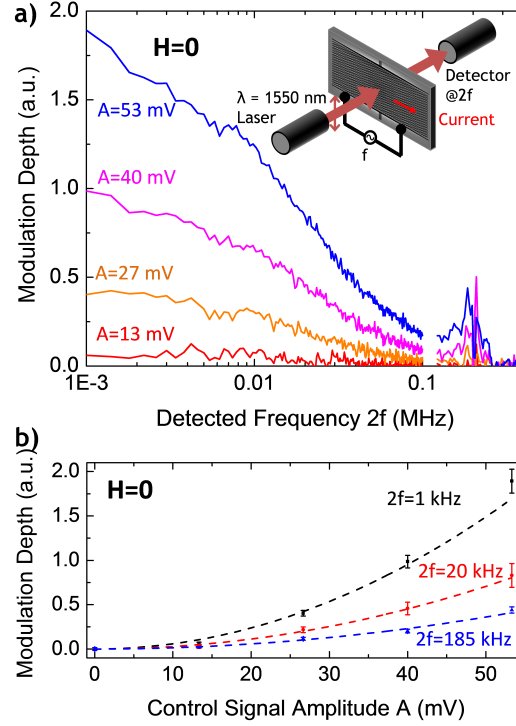 a)
H=0
2.0
1.5
1.0
0.5
0.0
Modulation Depth (a.u.)
A=53 mV
A=40 mV
A=27 mV
A=13 mV
λ = 1550 nm
Laser
f
Detector
@2f
Current
1E-3
0.01
0.1
Detected Frequency 2f (MHz)
b)
H=0
2.0
1.5
1.0
0.5
0.0
Modulation Depth (a.u.)
2f=1 kHz
2f=20 kHz
2f=185 kHz
0
10
20
30
40
50
Control Signal Amplitude A (mV)